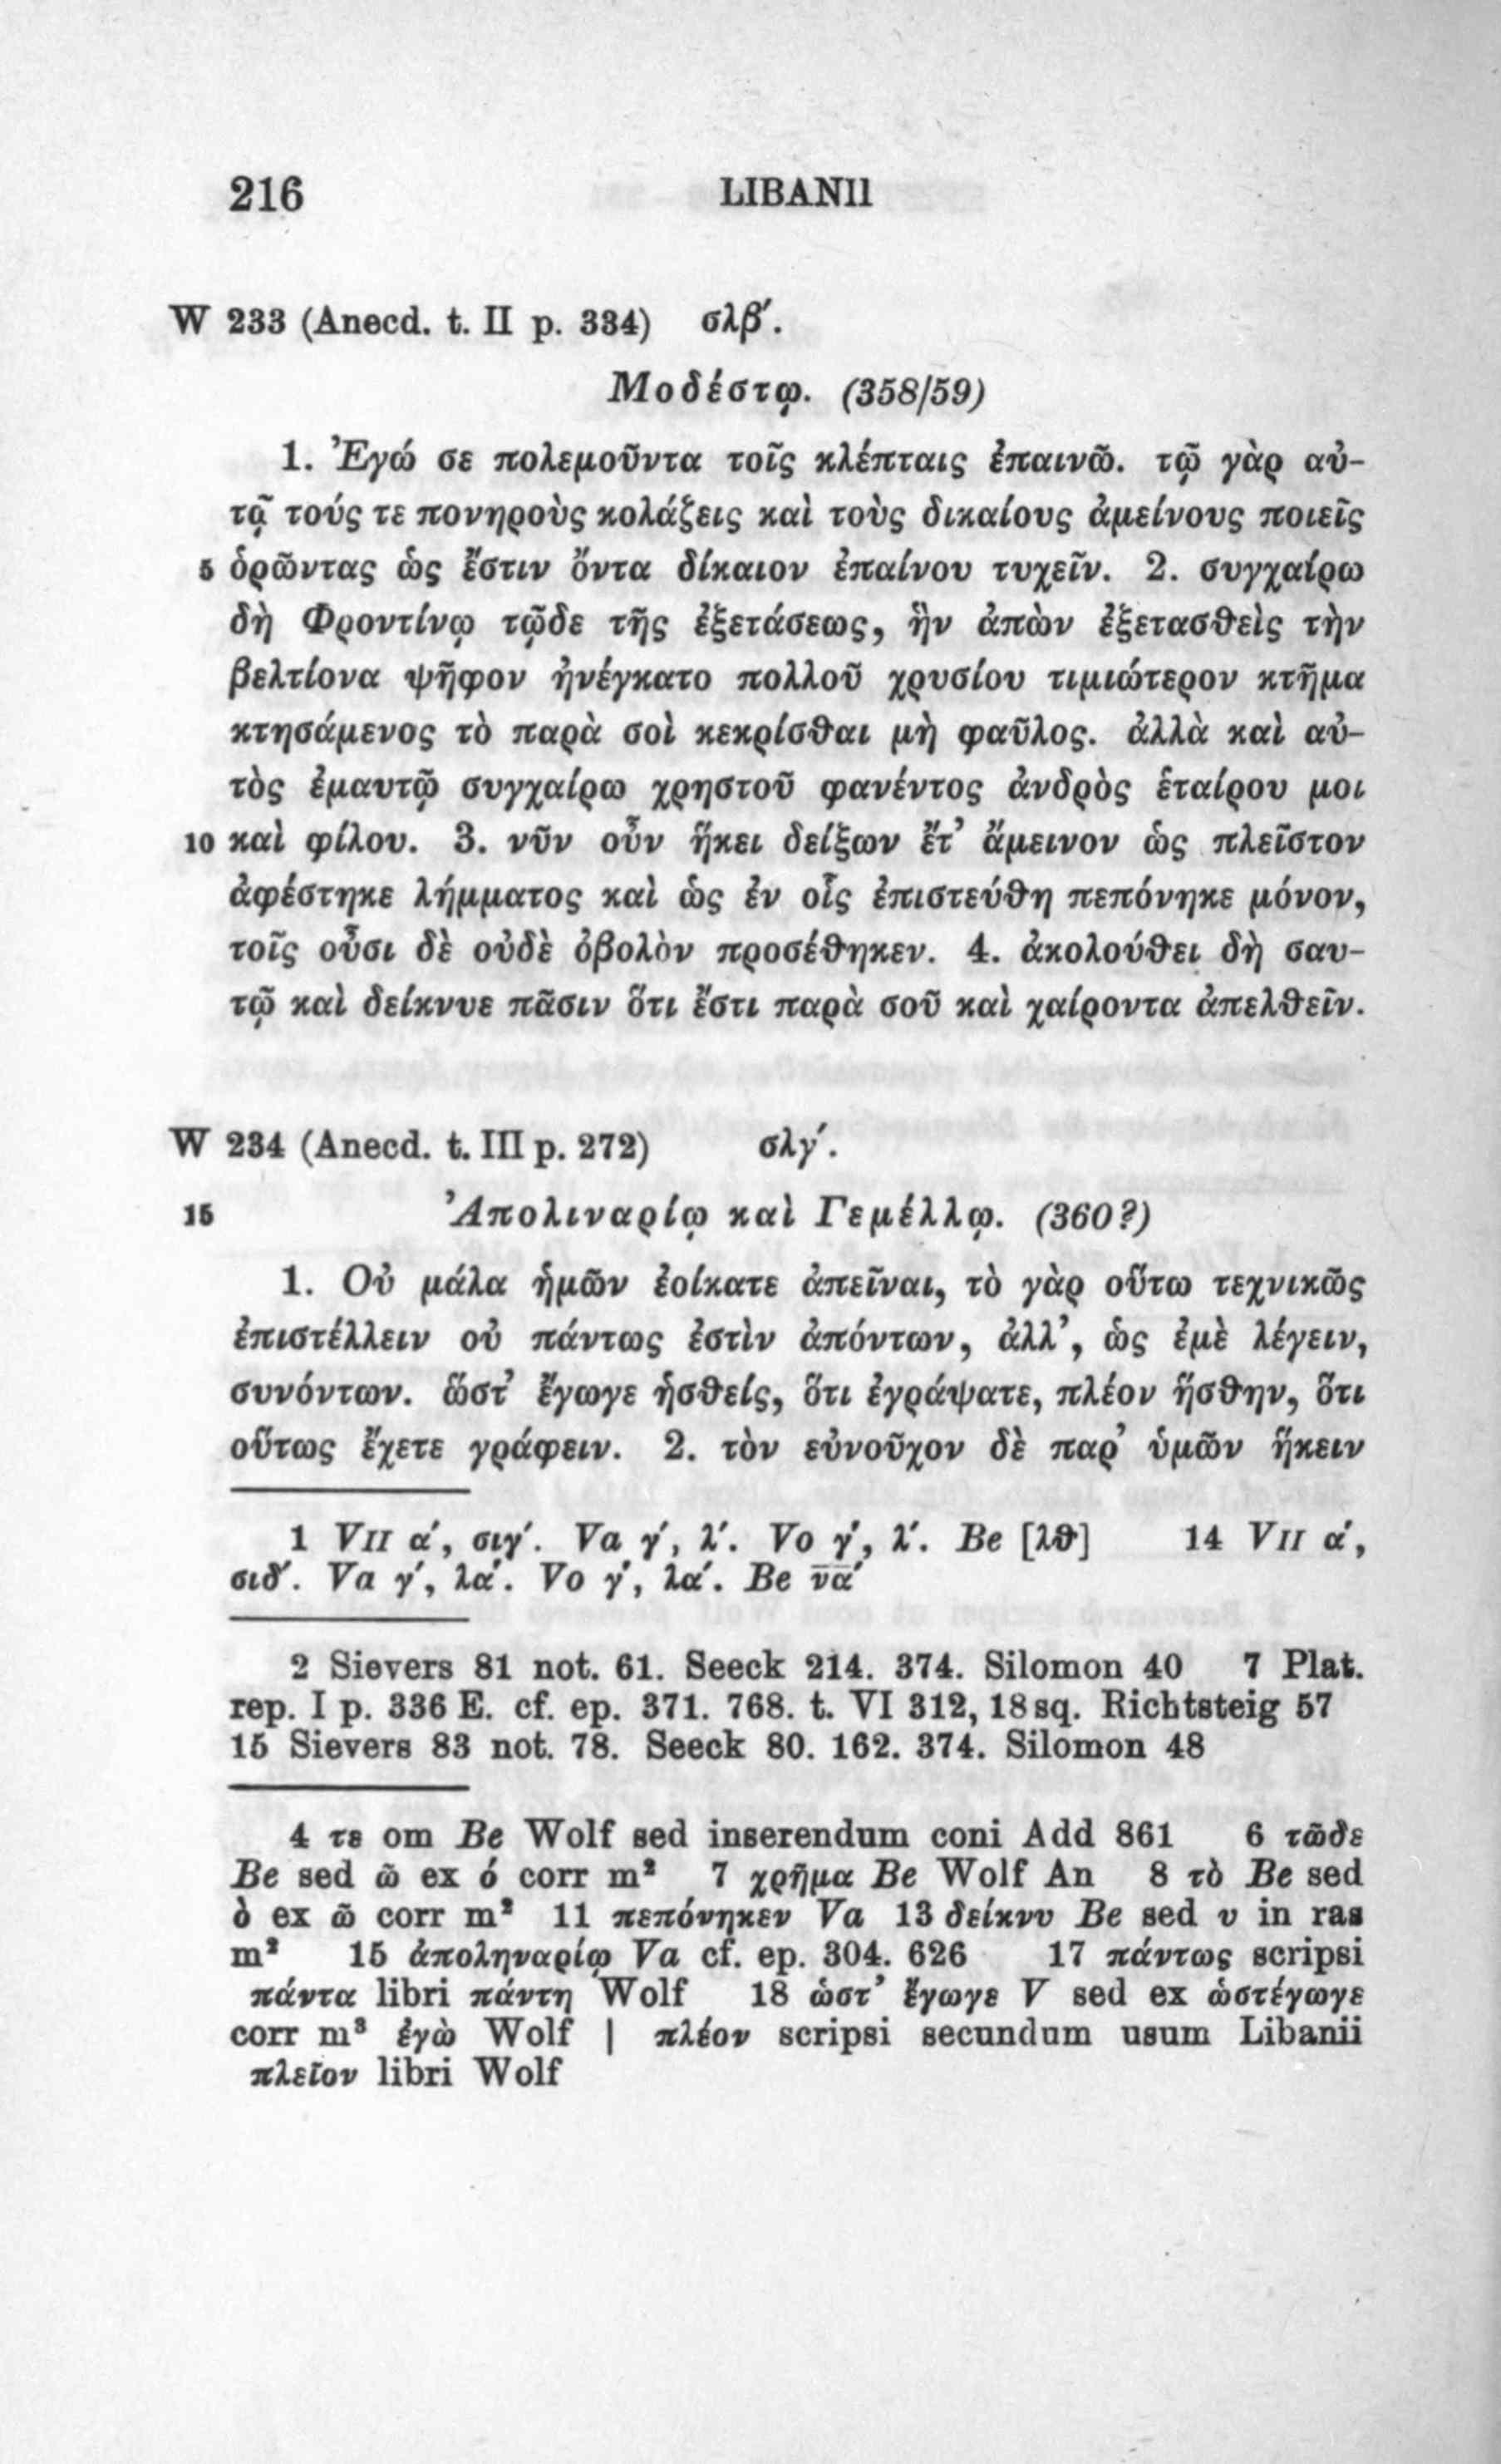 216 LIBANII
W 233 (Anecd. t. II p. 334) σλβ′.
Μοδέστῳ. (358/59)
1. Ἐγώ σε πολεμοῦντα τοῖς κλέπταις ἐπαινῶ. τῷ γὰρ αὐ-
τῷ τούς τε πονηροὺς κολάζεις καὶ τοὺς δικαίους ἀμείνους ποιεῖς
5 ὁρῶντας ὡς ἔστιν ὄντα δίκαιον ἐπαίνου τυχεῖν. 2. συγχαίρω
δὴ Φροντίνῳ τῷδε τῆς ἐξετάσεως, ἣν ἀπὼν ἐξετασθεὶς τὴν
βελτίονα ψῆφον ἠνέγκατο πολλοῦ χρυσίου τιμιώτερον κτῆμα
κτησάμενος τὸ παρὰ σοὶ κεκρίσθαι μὴ φαῦλος. ἀλλὰ καὶ αὐ-
τὸς ἐμαυτῷ συγχαίρω χρηστοῦ φανέντος ἀνδρὸς ἑταίρου μοι
10 καὶ φίλου. 3. νῦν οὖν ἥκει δείξων ἔτ’ ἄμεινον ὡς πλεῖστον
ἀφέστηκε λήμματος καὶ ὡς ἐν οἷς ἐπιστεύθη πεπόνηκε μόνον,
τοῖς οὖσι δὲ οὐδὲ ὀβολὸν προσέθηκεν. 4. ἀκολούθει δὴ σαυ-
τῷ καὶ δείκνυε πᾶσιν ὅτι ἔστι παρὰ σοῦ καὶ χαίροντα ἀπελθεῖν.
W 234 (Anecd. t. III p. 272) σλγ′.
15 Ἀπολιναρίῳ καὶ Γεμέλλῳ. (360?)
1. Οὐ μάλα ἡμῶν ἐοίκατε ἀπεῖναι, τὸ γὰρ οὕτω τεχνικῶς
ἐπιστέλλειν οὐ πάντως ἐστὶν ἀπόντων, ἀλλ’, ὡς ἐμὲ λέγειν,
συνόντων. ὥστ’ ἔγωγε ἡσθείς, ὅτι ἐγράψατε, πλέον ἥσθην, ὅτι
οὕτως ἔχετε γράφειν. 2. τὸν εὐνοῦχον δὲ παρ’ ὑμῶν ἥκειν
1 VII α′, σιγ′. Va γ′, λ′. Vo γ′, λ′. Be [λθ] 14 VII α′,
σιδ′. Va γ′, λα′. Vo γ′, λα′. Be ν̅α̅′
2 Sievers 81 not. 61. Seeck 214. 374. Silomon 40 7 Plat.
rep. I p. 336 E. cf. ep. 371. 768. t. VI 312, 18 sq. Richtsteig 57
15 Sievers 83 not. 78. Seeck 80. 162. 374. Silomon 48
4 τε om Be Wolf sed inserendum coni Add 861 6 τῶδε
Be sed ῶ ex ό corr m² 7 χρῆμα Be Wolf An 8 τὸ Be sed
ὸ ex ῶ corr m² 11 πεπόνηκεν Va 13 δείκνυ Be sed υ in ras
m² 15 ἀποληναρίῳ Va cf. ep. 304. 626 17 πάντως scripsi
πάντα libri πάντη Wolf 18 ὡστ’ ἔγωγε V sed ex ὡστέγωγε
corr m³ ἐγὼ Wolf | πλέον scripsi secundum usum Libanii
πλεῖον libri Wolf